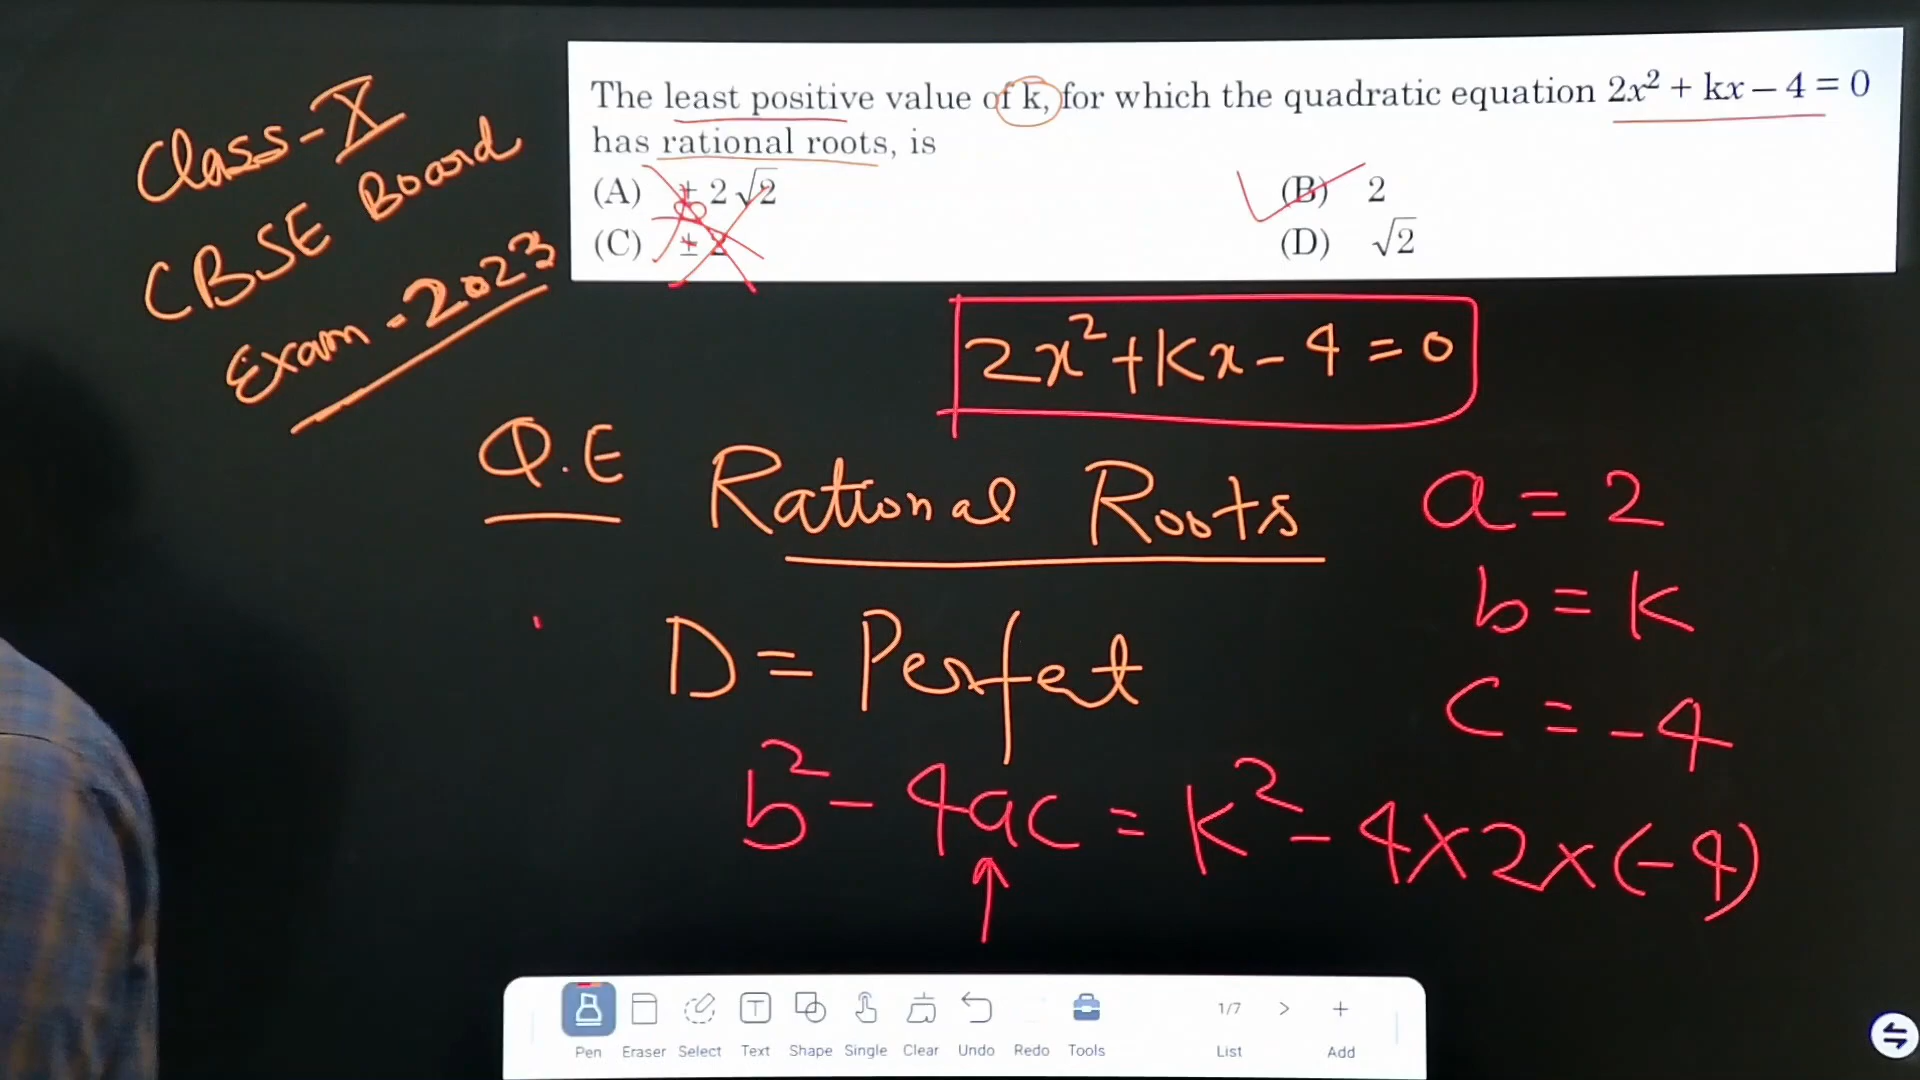 The least positive value of k, for which the quadratic equation 2x² + kx – 4 = 0
has rational roots, is
(A) ± 2√2
(B) 2
(C) ± 2
(D) √2
Class-X
CBSE Board
Exam-2023
2x²+Kx-4=0
Q.E Rational Roots
a=2
b=K
c=-4
D= Perfect
b²-4ac=K²-4x2x(-4)
Pen Eraser Select Text Shape Single Clear Undo Redo Tools
1/7
List
Add